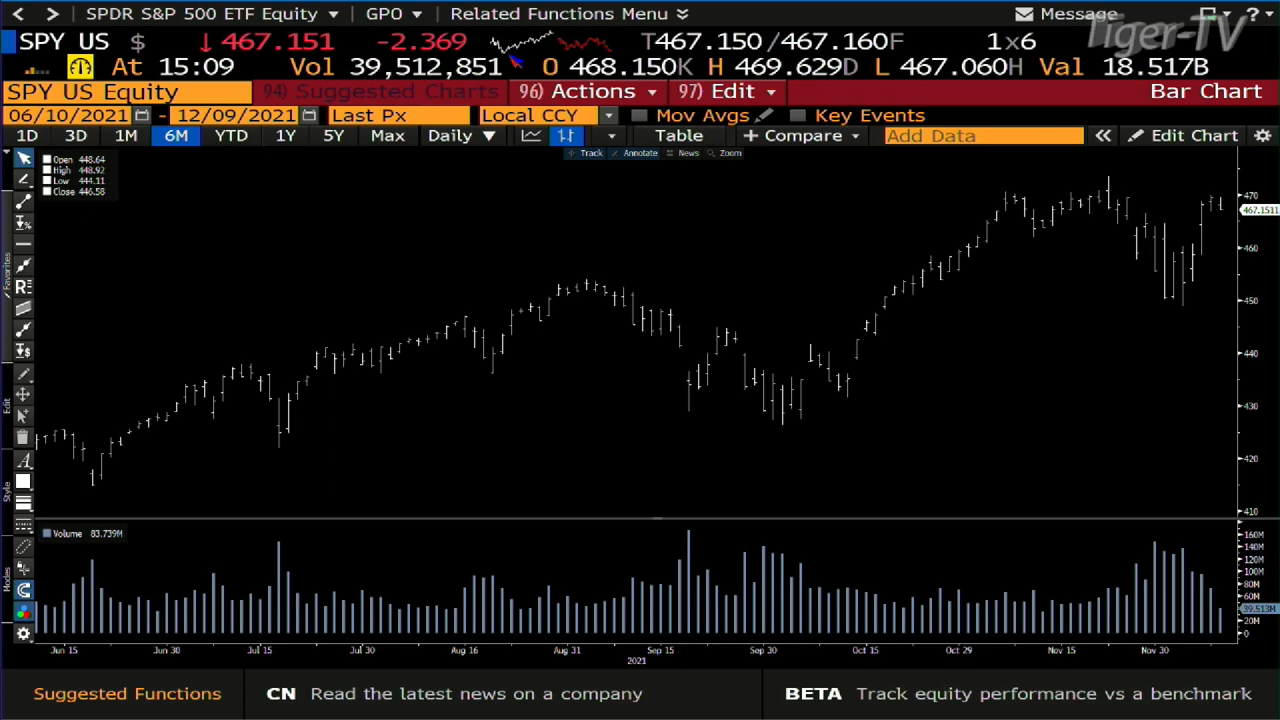 SPDR S&P 500 ETF Equity GPO Related Functions Menu Message ?
Tiger-TV
SPY US $ ↓ 467.151 -2.369 T467.150 /467.160F 1x6
At 15:09 Vol 39,512,851 O 468.150K H 469.629D L 467.060H Val 18.517B
SPY US Equity 94) Suggested Charts 96) Actions 97) Edit Bar Chart
06/10/2021 - 12/09/2021 Last Px Local CCY Mov Avgs Key Events
1D 3D 1M 6M YTD 1Y 5Y Max Daily ▼ Table + Compare Add Data « Edit Chart
Track Annotate News Zoom
Open 448.64
High 448.92
Low 444.11
Close 446.58
470
467.1511
460
450
440
430
420
410
Favorites
Edit
Style
Modes
Volume 83.739M
160M
140M
120M
100M
80M
60M
39.513M
20M
0
Jun 15 Jun 30 Jul 15 Jul 30 Aug 16 Aug 31 Sep 15 Sep 30 Oct 15 Oct 29 Nov 15 Nov 30
2021
Suggested Functions CN Read the latest news on a company BETA Track equity performance vs a benchmark